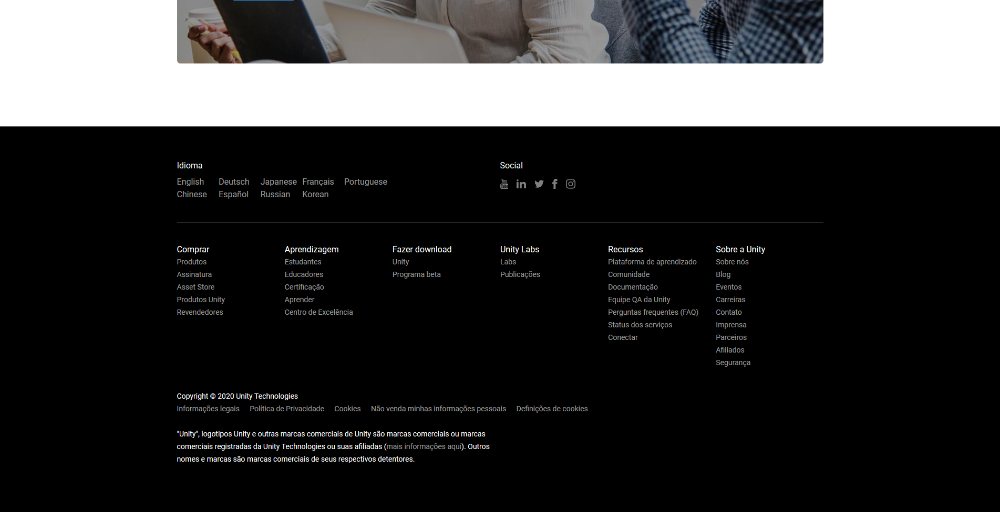 Idioma
English Deutsch Japanese Français Portuguese
Chinese Español Russian Korean
Social
You Tube
Comprar
Produtos
Assinatura
Asset Store
Produtos Unity
Revendedores
Aprendizagem
Estudantes
Educadores
Certificação
Aprender
Centro de Excelência
Fazer download
Unity
Programa beta
Unity Labs
Labs
Publicações
Recursos
Plataforma de aprendizado
Comunidade
Documentação
Equipe QA da Unity
Perguntas frequentes (FAQ)
Status dos serviços
Conectar
Sobre a Unity
Sobre nós
Blog
Eventos
Carreiras
Contato
Imprensa
Parceiros
Afiliados
Segurança
Copyright © 2020 Unity Technologies
Informações legais Política de Privacidade Cookies Não venda minhas informações pessoais Definições de cookies
"Unity", logotipos Unity e outras marcas comerciais de Unity são marcas comerciais ou marcas
comerciais registradas da Unity Technologies ou suas afiliadas (mais informações aqui). Outros
nomes e marcas são marcas comerciais de seus respectivos detentores.